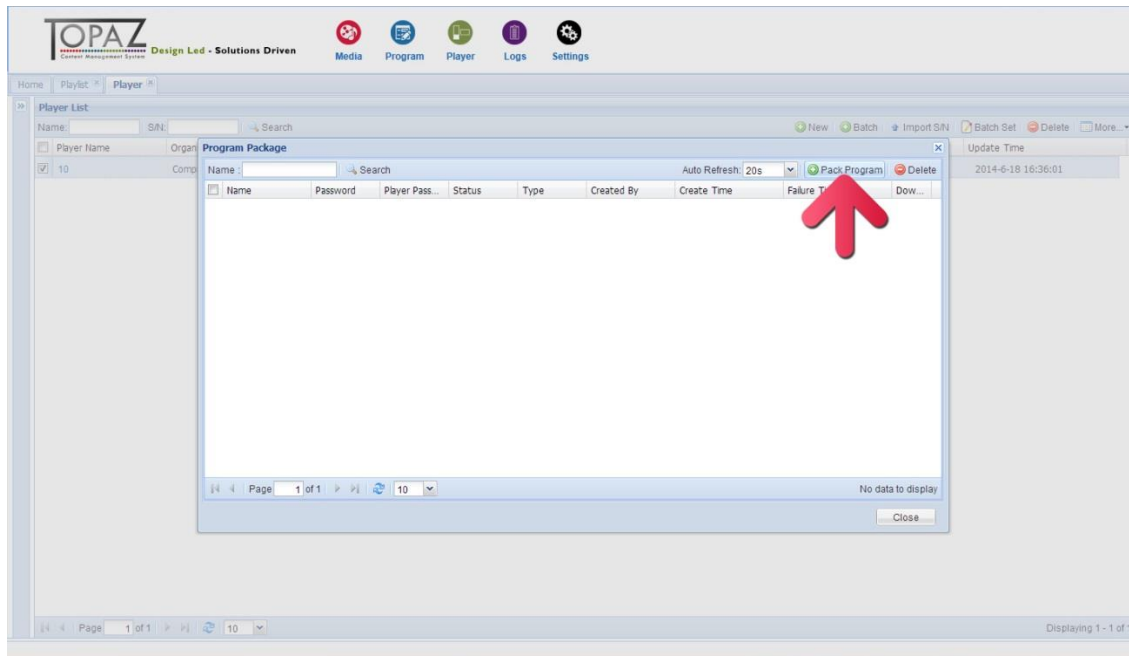 TOPAZ
Content Management System
Design Led - Solutions Driven
Media Program Player Logs Settings
Home Playlist Player
Player List
Name: S/N: Search New Batch Import S/N Batch Set Delete More...
Player Name Organ Update Time
10 Comp 2014-6-18 16:36:01
Program Package
Name : Search Auto Refresh: 20s Pack Program Delete
Name Password Player Pass... Status Type Created By Create Time Failure Dow...
Page 1 of 1 10 No data to display
Close
Page 1 of 1 10 Displaying 1 - 1 of